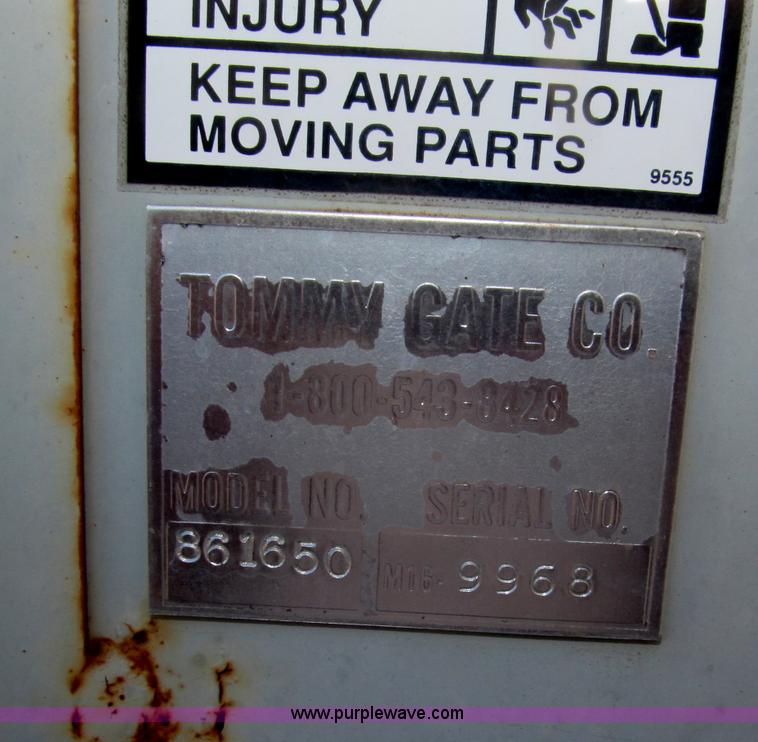 INJURY
KEEP AWAY FROM
MOVING PARTS
9555
TOMMY GATE CO.
1-800-543-8428
MODEL NO. SERIAL NO.
861650 M16-9968
www.purplewave.com